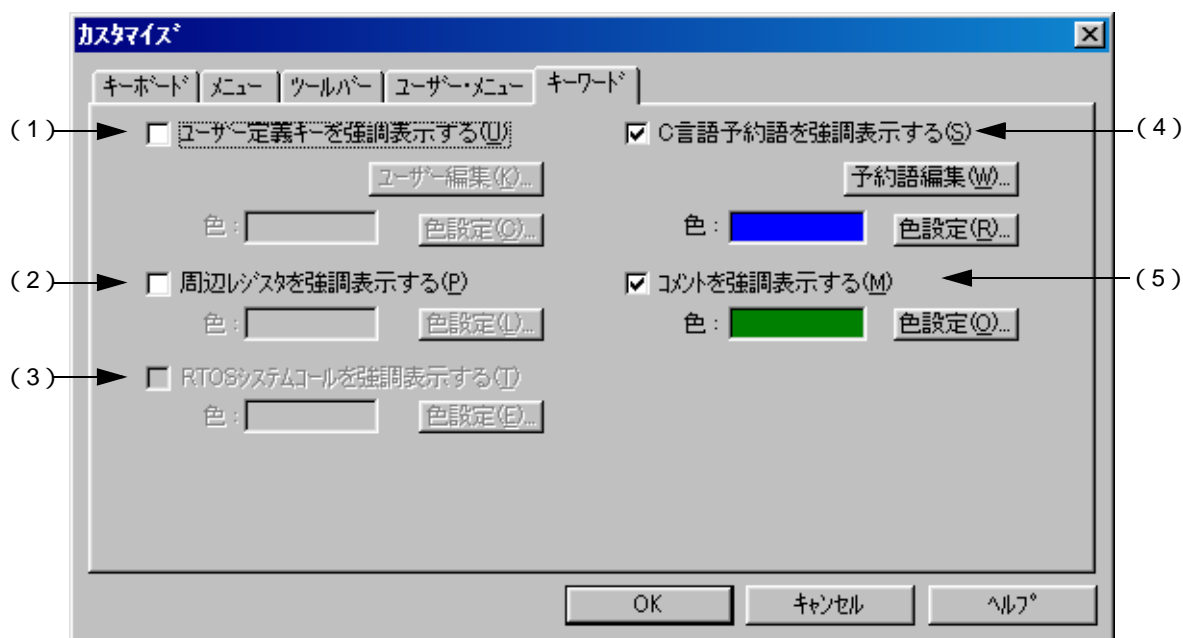 カスタマイズ
キーボード メニュー ツールバー ユーザー・メニュー キーワード
(1) ユーザー定義キーを強調表示する(U)
ユーザー編集(K)...
色: 色設定(C)...
(2) 周辺レジスタを強調表示する(P)
色: 色設定(L)...
(3) RTOSシステムコールを強調表示する(T)
色: 色設定(E)...
C言語予約語を強調表示する(S) (4)
予約語編集(W)...
色: 色設定(R)...
コメントを強調表示する(M) (5)
色: 色設定(O)...
OK キャンセル ヘルプ